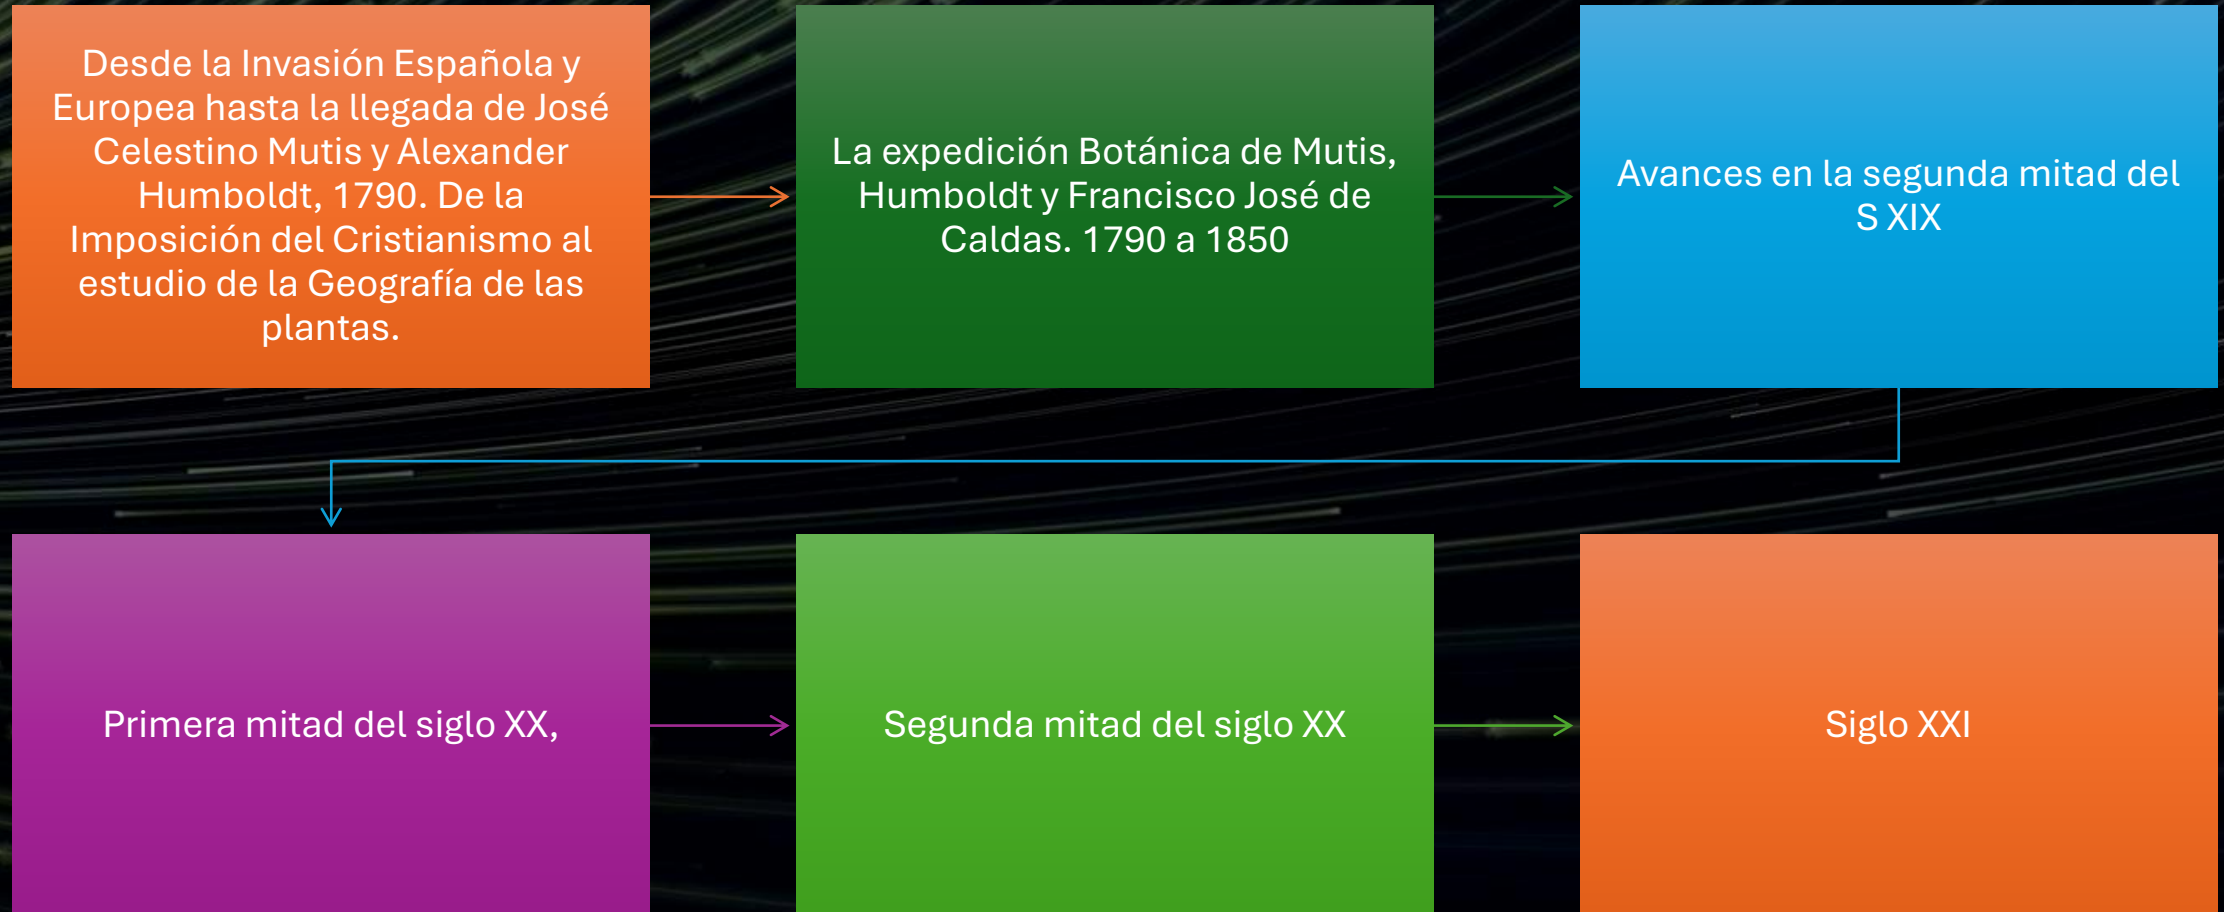 Desde la Invasión Española y
Europea hasta la llegada de José
Celestino Mutis y Alexander
Humboldt, 1790. De la
Imposición del Cristianismo al
estudio de la Geografía de las
plantas.
La expedición Botánica de Mutis,
Humboldt y Francisco José de
Caldas. 1790 a 1850
Avances en la segunda mitad del
S XIX
Primera mitad del siglo XX,
Segunda mitad del siglo XX
Siglo XXI